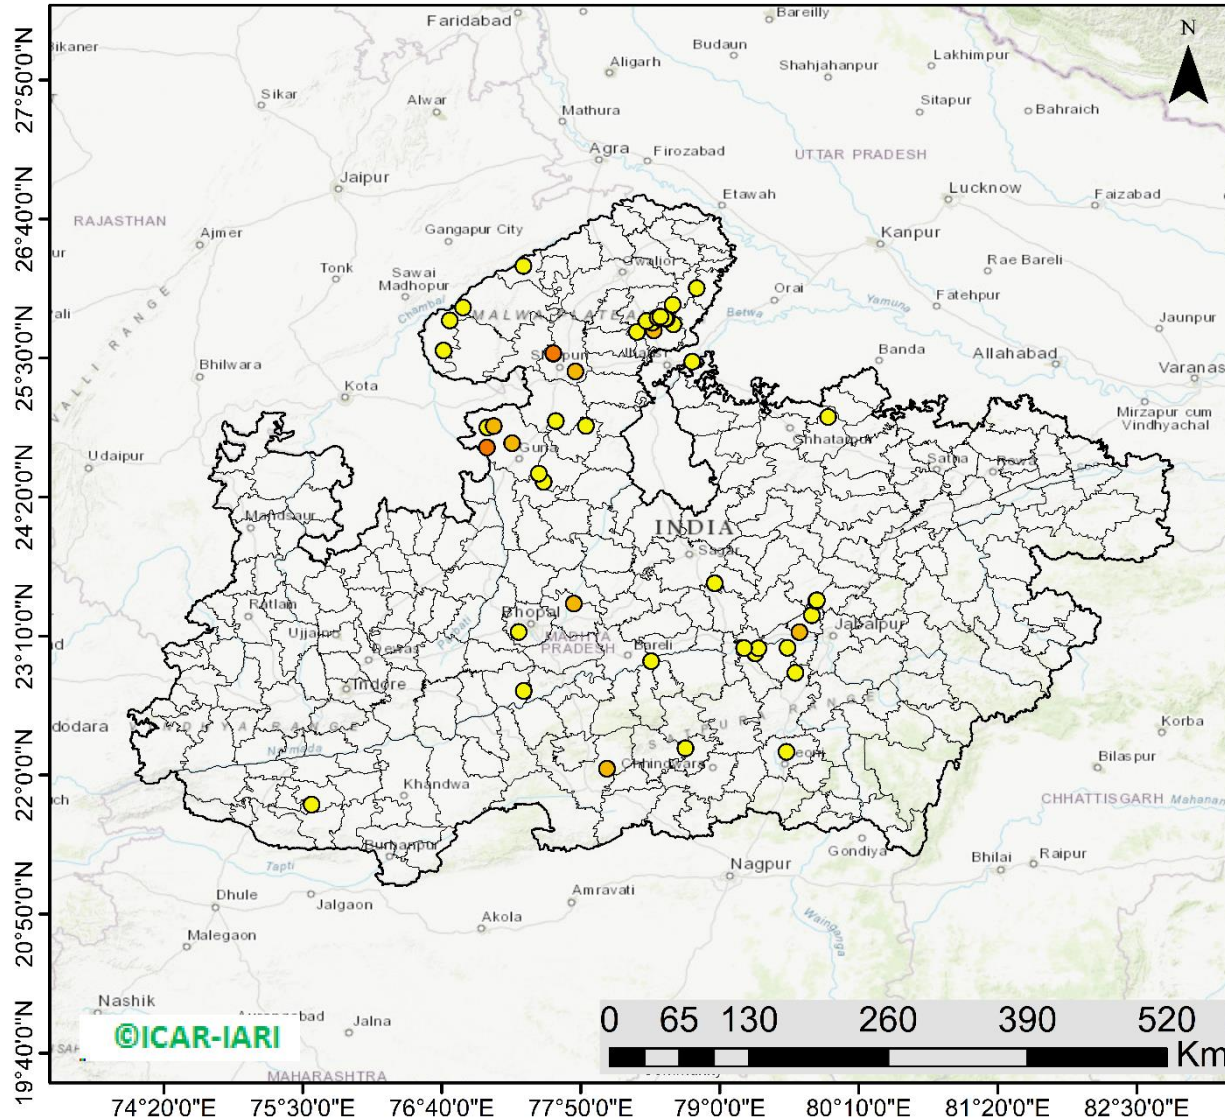 Faridabad
Bareilly
N
Bikaner
Budaun
Lakhimpur
Aligarh
Shahjahanpur
27°50'0"N
Sikar
Alwar
Sitapur
Bahraich
Mathura
Agra
Firozabad
UTTAR PRADESH
Jaipur
Etawah
Lucknow
Faizabad
26°40'0"N
RAJASTHAN
Ajmer
Gangapur City
Kanpur
Tonk
Sawai
Madhopur
Gwalior
Rae Bareli
Orai
Fatehpur
Chambal
MALWA PLATEAU
Betwa
Yamuna
Jaunpur
25°30'0"N
Bhilwara
Banda
Allahabad
Varanas
Kota
Mirzapur cum
Vindhyachal
Chhatarpur
Udaipur
Guna
Satna
Rewa
24°20'0"N
Mandsaur
INDIA
Sagar
Ratlam
Bhopal
Jabalpur
23°10'0"N
Ujjain
MADHYA
PRADESH
Bareli
Dewas
Indore
SATPURA RANGE
dodara
Korba
Narmada
Chhindwara
Bilaspur
22°0'0"N
Khandwa
CHHATTISGARH
Mahanadi
Burhanpur
Nagpur
Gondiya
Tapti
Bhilai
Raipur
20°50'0"N
Dhule
Jalgaon
Amravati
Akola
Wainganga
Malegaon
Nashik
Jalna
0 65 130 260 390 520
Km
©ICAR-IARI
19°40'0"N
MAHARASHTRA
74°20'0"E 75°30'0"E 76°40'0"E 77°50'0"E 79°0'0"E 80°10'0"E 81°20'0"E 82°30'0"E